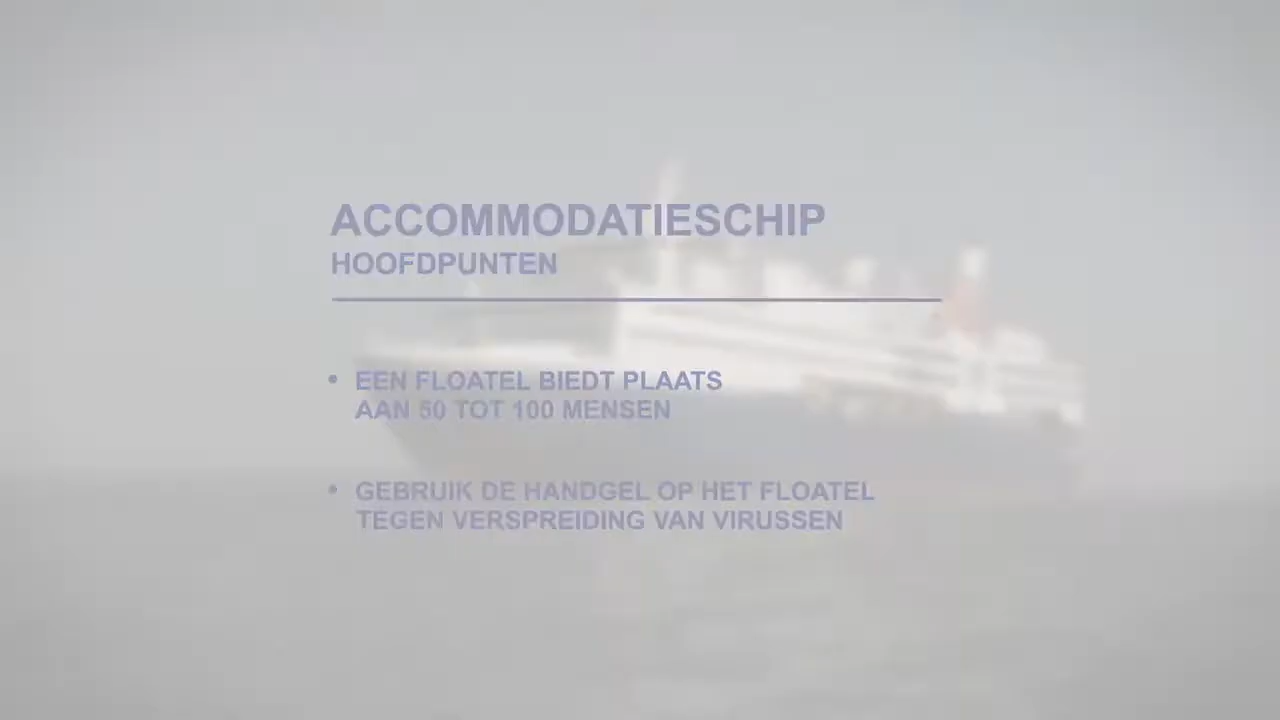 ACCOMMODATIESCHIP
HOOFDPUNTEN
• EEN FLOATEL BIEDT PLAATS
AAN 50 TOT 100 MENSEN
• GEBRUIK DE HANDGEL OP HET FLOATEL
TEGEN VERSPREIDING VAN VIRUSSEN